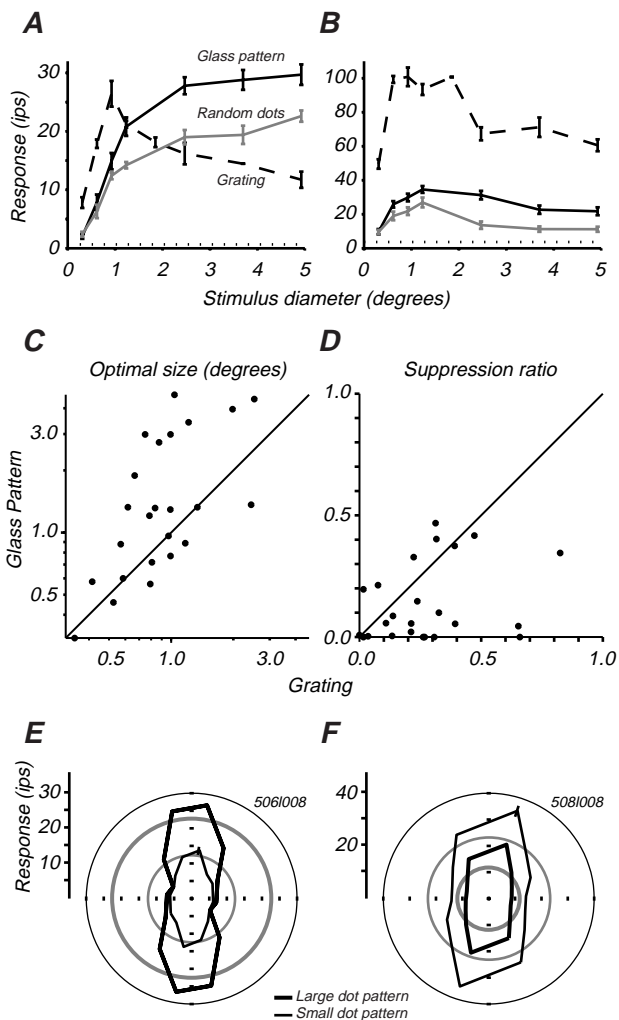 A
B
Response (ips)
30
20
10
0
Glass pattern
Random dots
Grating
0 1 2 3 4 5
100
80
60
40
20
0
0 1 2 3 4 5
Stimulus diameter (degrees)
C
D
Optimal size (degrees)
Suppression ratio
Glass Pattern
3.0
1.0
0.5
0.5 1.0 3.0
1.0
0.5
0.0
0.0 0.5 1.0
Grating
E
F
Response (ips)
30
20
10
506l008
40
20
508l008
Large dot pattern
Small dot pattern